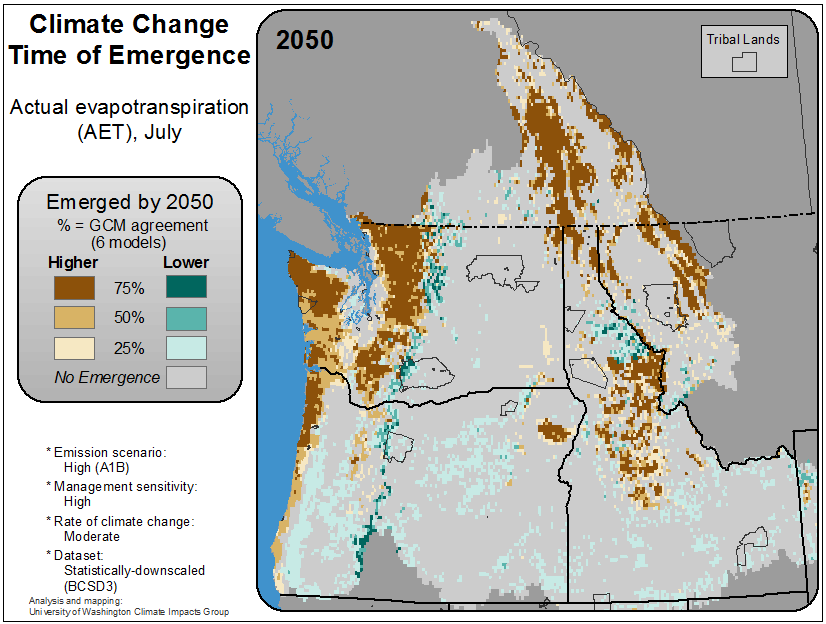 Climate Change
Time of Emergence
Actual evapotranspiration
(AET), July
Emerged by 2050
% = GCM agreement
(6 models)
Higher Lower
75%
50%
25%
No Emergence
* Emission scenario:
High (A1B)
* Management sensitivity:
High
* Rate of climate change:
Moderate
* Dataset:
Statistically-downscaled
(BCSD3)
Analysis and mapping:
University of Washington Climate Impacts Group
2050
Tribal Lands